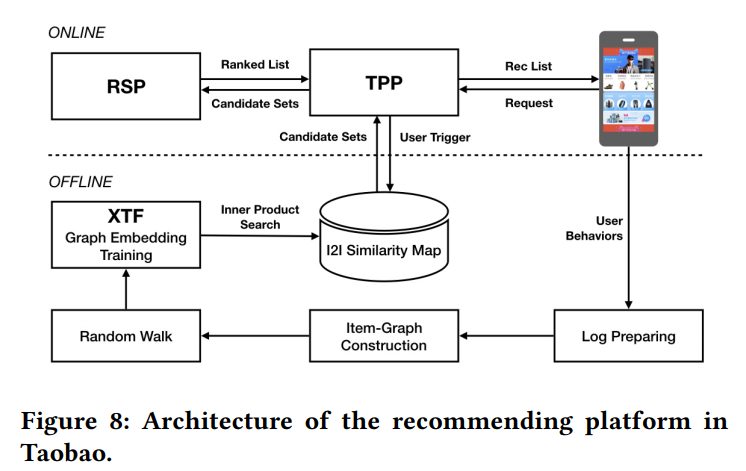 ONLINE
RSP
Ranked List
Candidate Sets
TPP
Rec List
Request
Candidate Sets
User Trigger
OFFLINE
XTF
Graph Embedding
Training
Inner Product
Search
I2I Similarity Map
User
Behaviors
Random Walk
Item-Graph
Construction
Log Preparing
Figure 8: Architecture of the recommending platform in
Taobao.